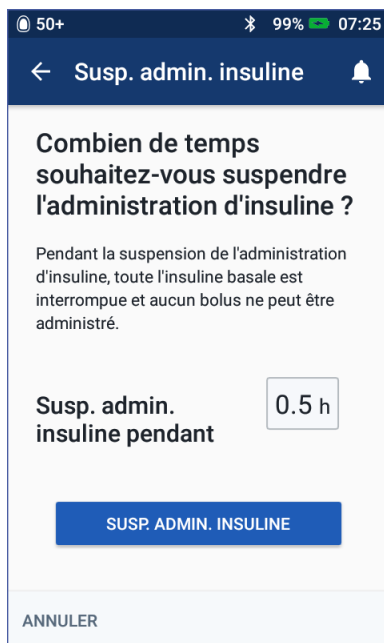 50+ 99% 07:25
Susp. admin. insuline
Combien de temps
souhaitez-vous suspendre
l'administration d'insuline ?
Pendant la suspension de l'administration
d'insuline, toute l'insuline basale est
interrompue et aucun bolus ne peut être
administré.
Susp. admin.
insuline pendant
0.5 h
SUSP. ADMIN. INSULINE
ANNULER